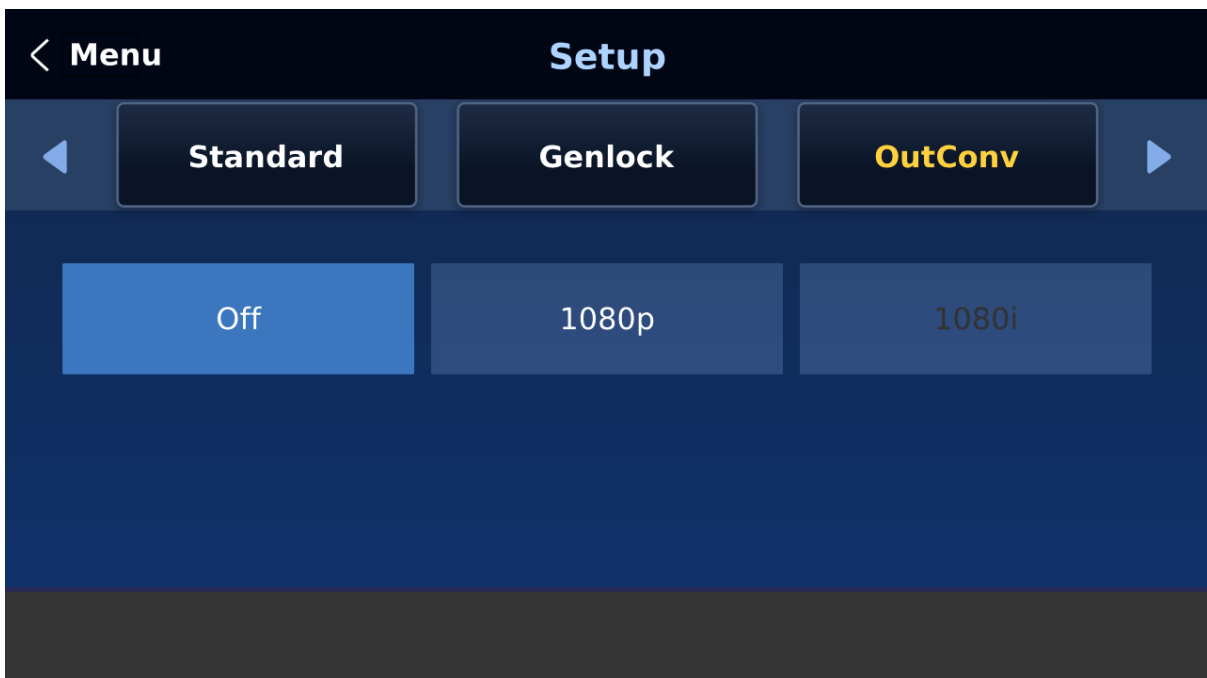 Menu
Setup
Standard
Genlock
OutConv
Off
1080p
1080i